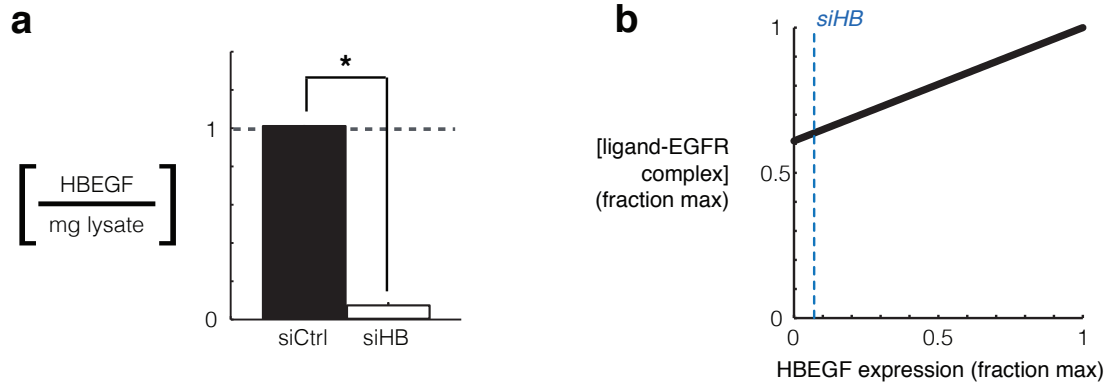 a
*
1
HBEGF
mg lysate
0
siCtrl
siHB
b
siHB
1
[ligand-EGFR
complex]
(fraction max)
0.5
0
0
0.5
1
HBEGF expression (fraction max)